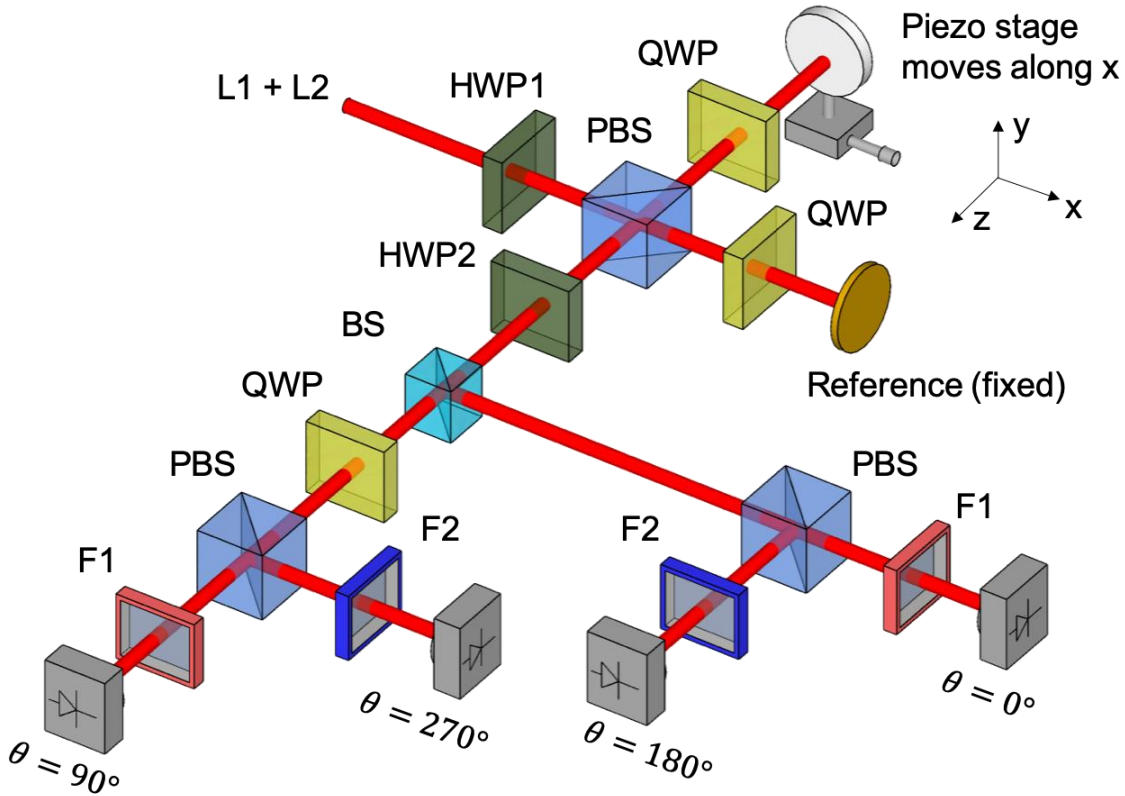 Piezo stage
moves along x
QWP
L1 + L2
HWP1
PBS
y
x
z
QWP
HWP2
BS
Reference (fixed)
QWP
PBS
PBS
F1
F2
F2
F1
θ = 0°
θ = 270°
θ = 180°
θ = 90°